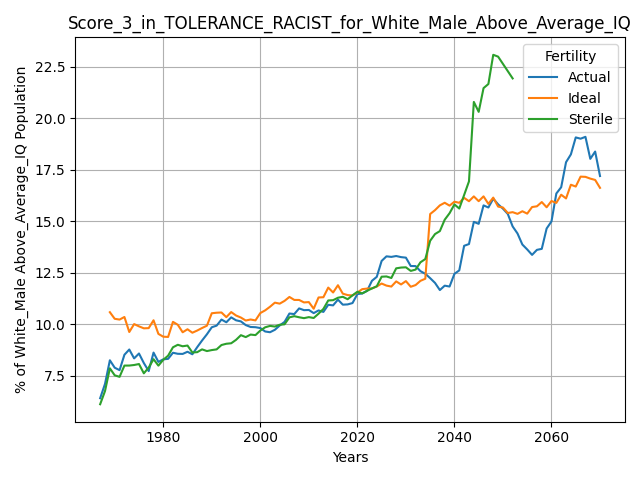 Score_3_in_TOLERANCE_RACIST_for_White_Male_Above_Average_IQ
% of White_Male Above_Average_IQ Population
22.5
20.0
17.5
15.0
12.5
10.0
7.5
Fertility
Actual
Ideal
Sterile
1980
2000
2020
2040
2060
Years